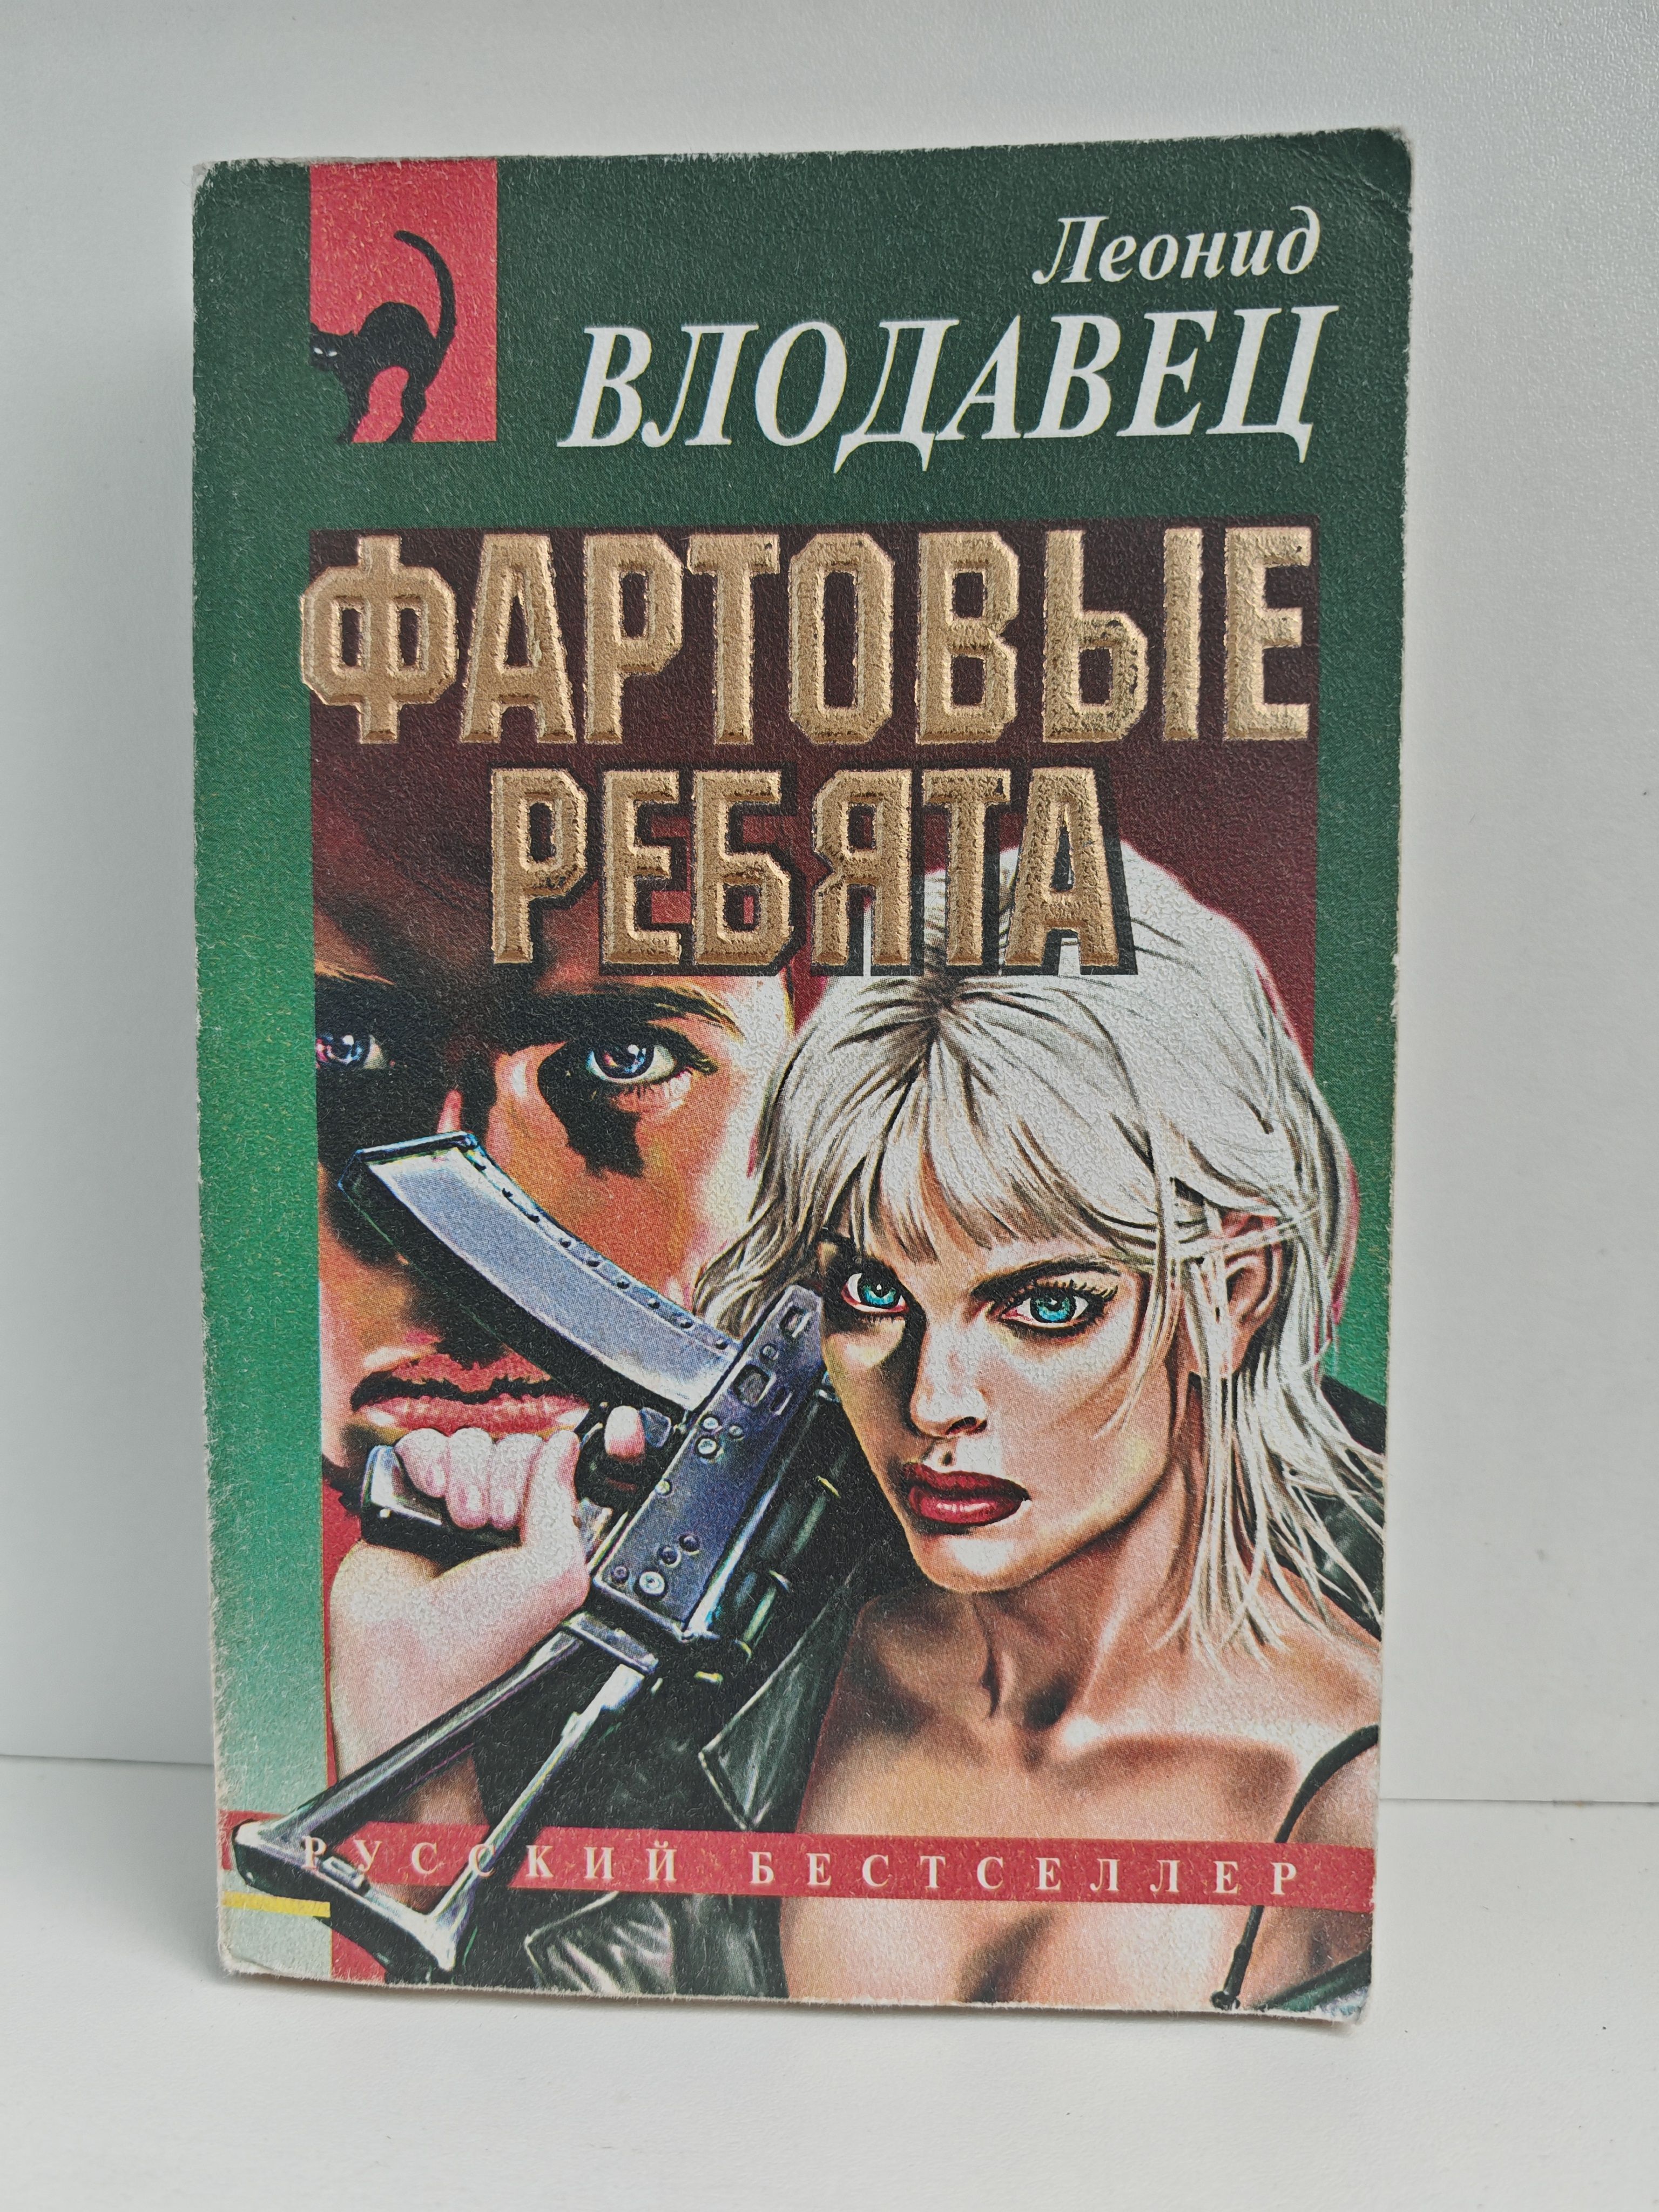 Леонид
ВЛОДАВЕЦ
ФАРТОВЫЕ
РЕБЯТА
РУССКИЙ БЕСТСЕЛЛЕР